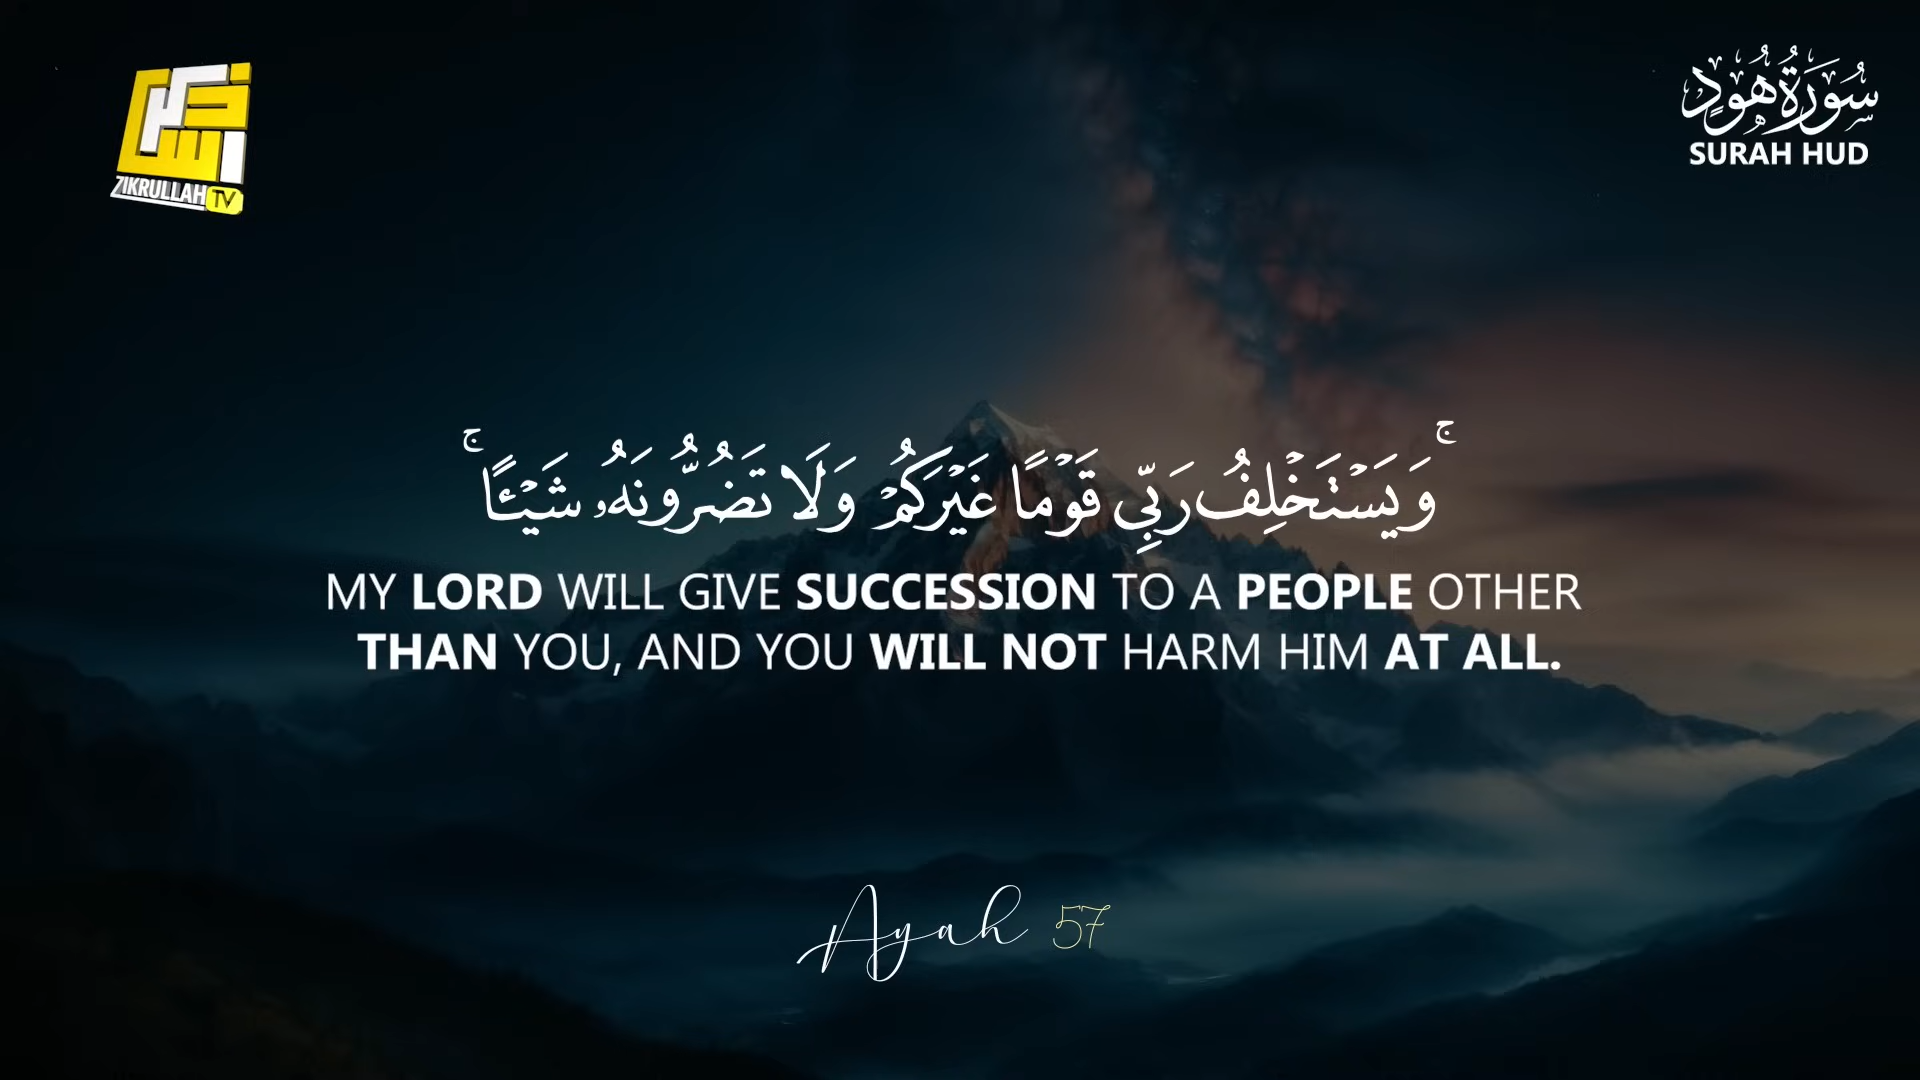 ZIKRULLAH TV
سُورَةُ هُودٍ
SURAH HUD
ۚ وَيَسْتَخْلِفُ رَبِّي قَوْمًا غَيْرَكُمْ وَلَا تَضُرُّونَهُۥ شَيْـًٔا ۚ
MY LORD WILL GIVE SUCCESSION TO A PEOPLE OTHER
THAN YOU, AND YOU WILL NOT HARM HIM AT ALL.
Ayah 57